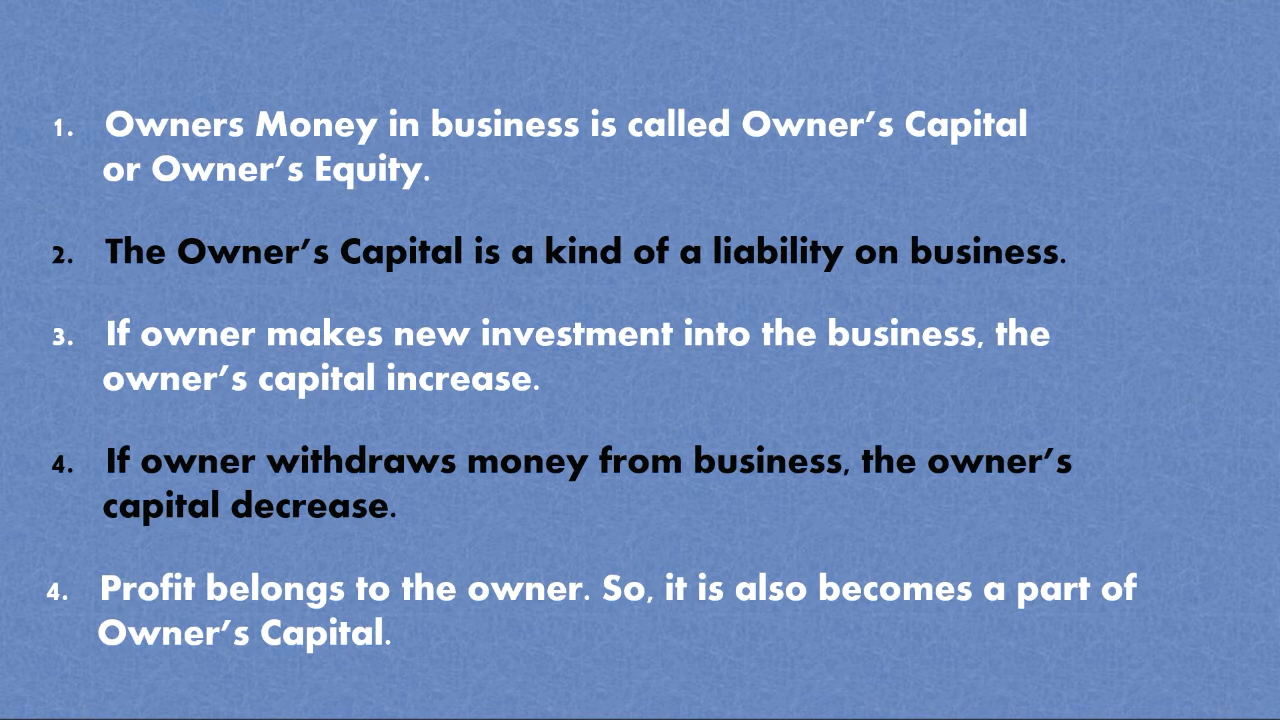 1. Owners Money in business is called Owner’s Capital
or Owner’s Equity.
2. The Owner’s Capital is a kind of a liability on business.
3. If owner makes new investment into the business, the
owner’s capital increase.
4. If owner withdraws money from business, the owner’s
capital decrease.
4. Profit belongs to the owner. So, it is also becomes a part of
Owner’s Capital.